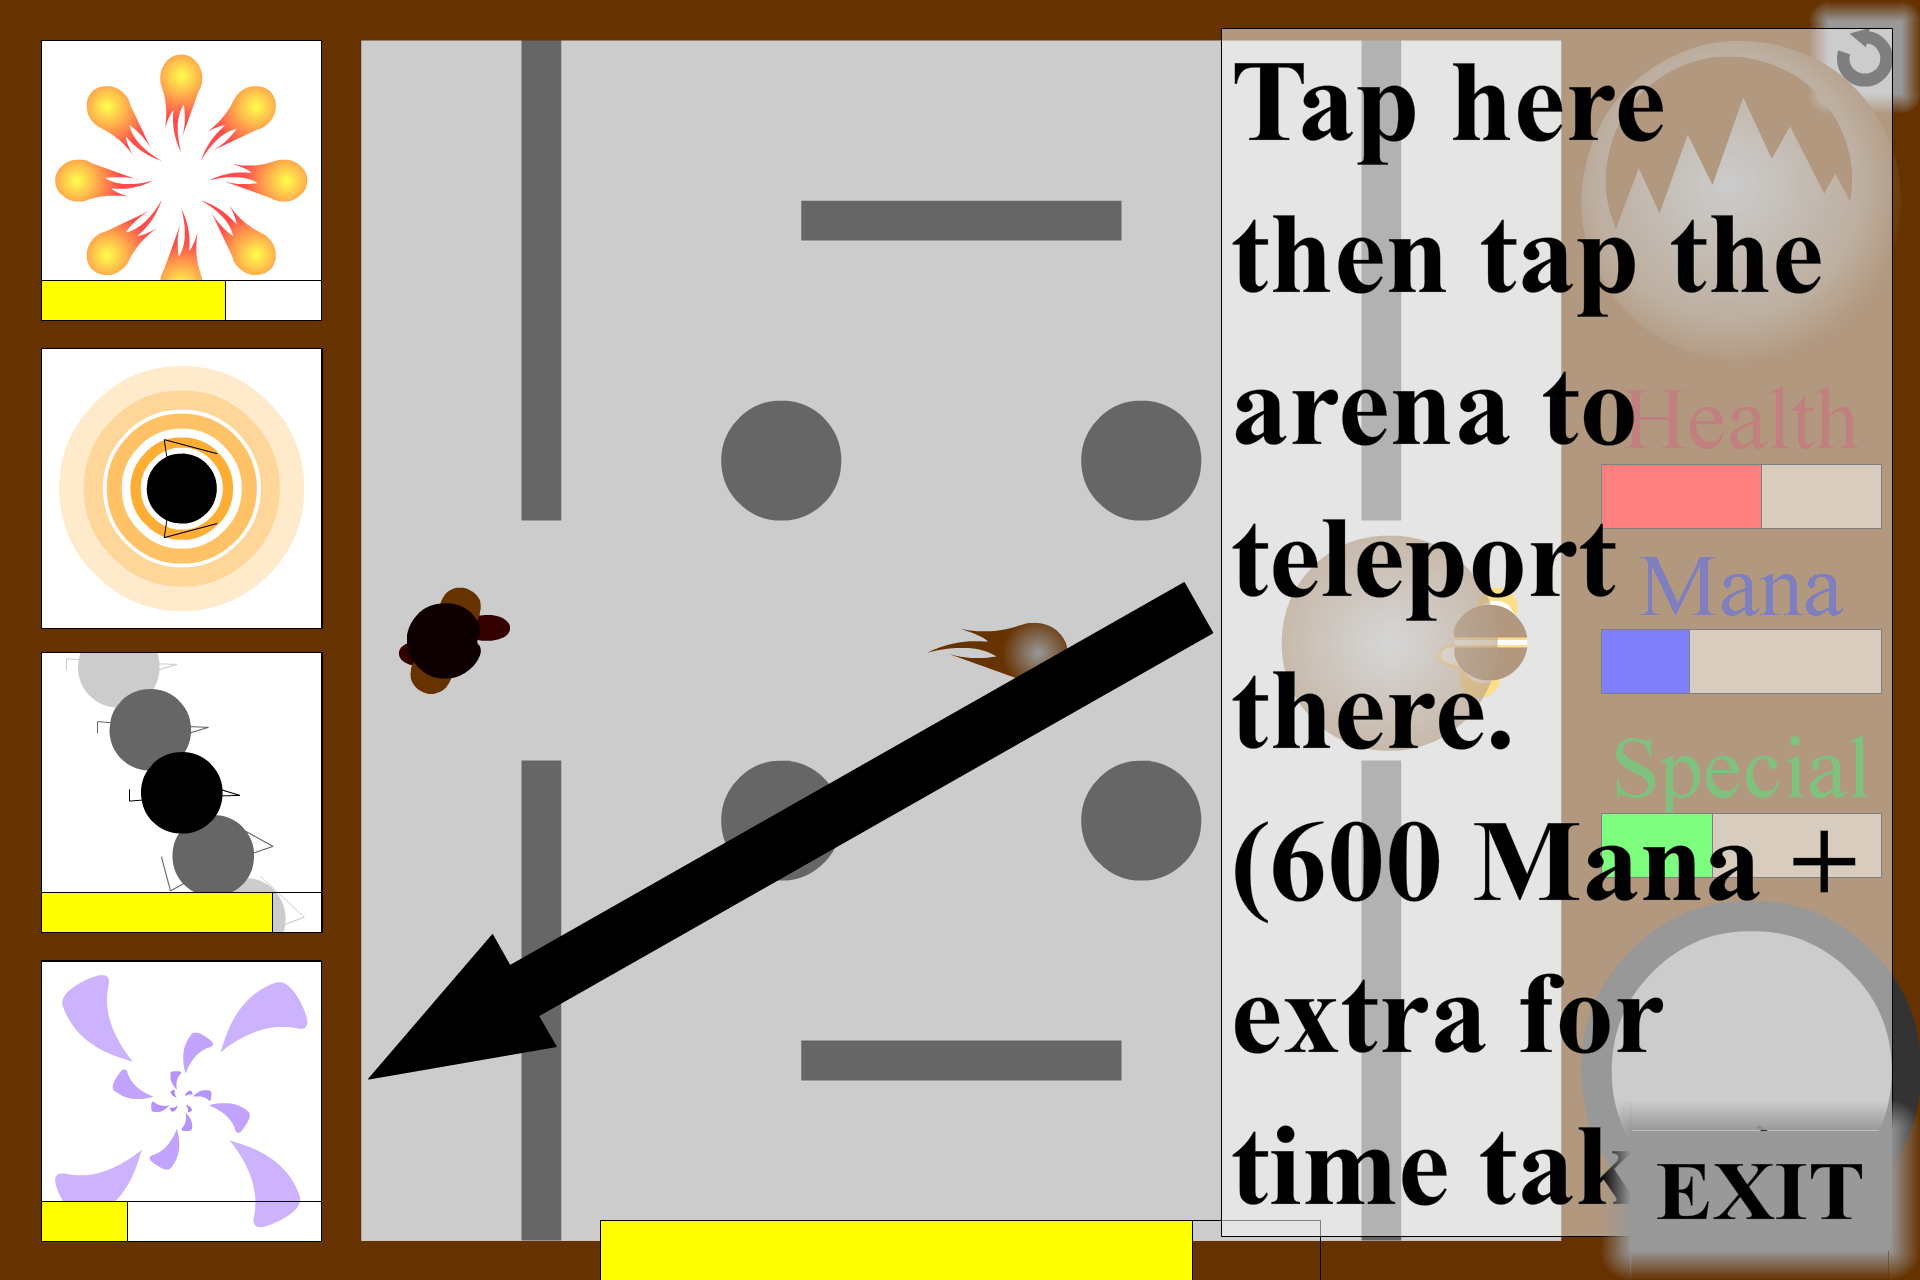 Tap here
then tap the
arena to
teleport
there.
(600 Mana +
extra for
time tak
Health
Mana
Special
EXIT